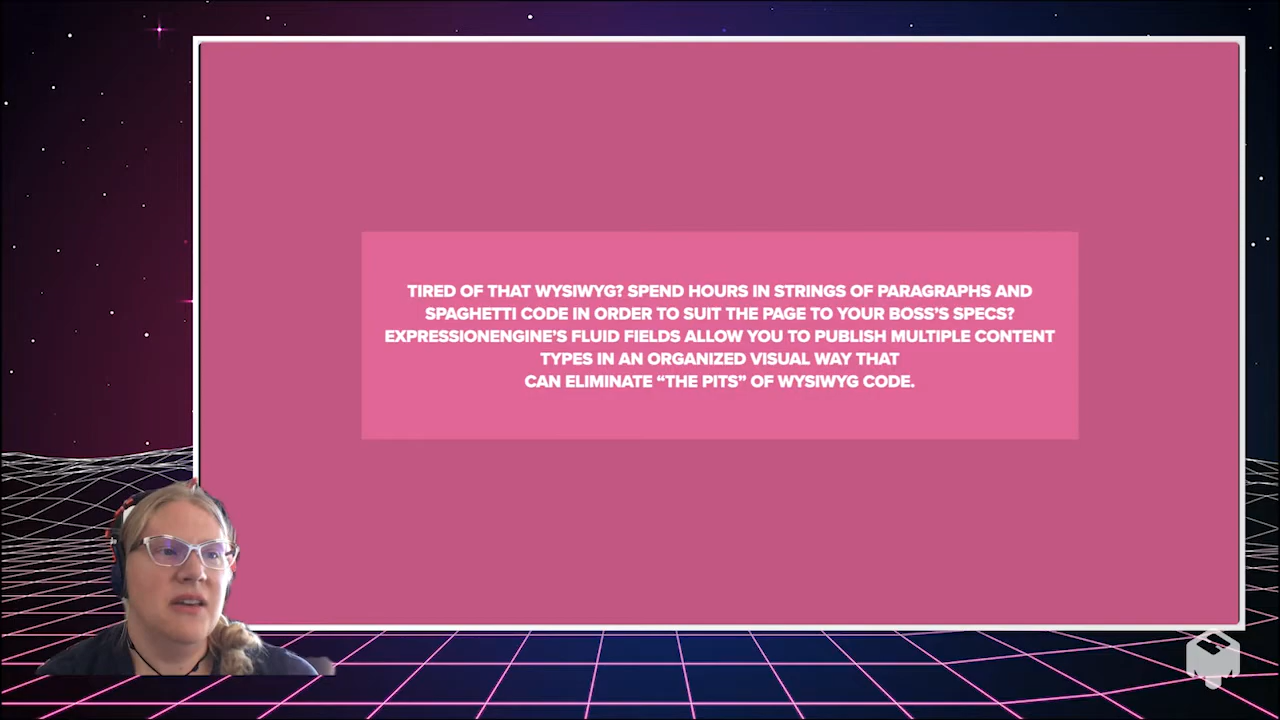 TIRED OF THAT WYSIWYG? SPEND HOURS IN STRINGS OF PARAGRAPHS AND
SPAGHETTI CODE IN ORDER TO SUIT THE PAGE TO YOUR BOSS'S SPECS?
EXPRESSIONENGINE'S FLUID FIELDS ALLOW YOU TO PUBLISH MULTIPLE CONTENT
TYPES IN AN ORGANIZED VISUAL WAY THAT
CAN ELIMINATE “THE PITS” OF WYSIWYG CODE.